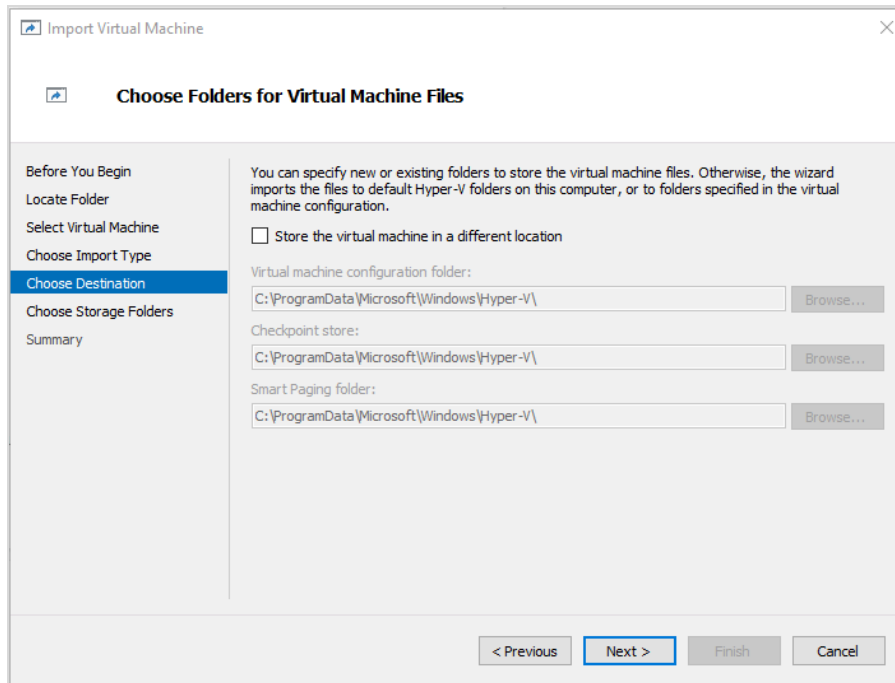 Import Virtual Machine
Choose Folders for Virtual Machine Files
Before You Begin
Locate Folder
Select Virtual Machine
Choose Import Type
Choose Destination
Choose Storage Folders
Summary
You can specify new or existing folders to store the virtual machine files. Otherwise, the wizard
imports the files to default Hyper-V folders on this computer, or to folders specified in the virtual
machine configuration.
Store the virtual machine in a different location
Virtual machine configuration folder:
C:\ProgramData\Microsoft\Windows\Hyper-V\
Browse...
Checkpoint store:
C:\ProgramData\Microsoft\Windows\Hyper-V\
Browse...
Smart Paging folder:
C:\ProgramData\Microsoft\Windows\Hyper-V\
Browse...
< Previous
Next >
Finish
Cancel